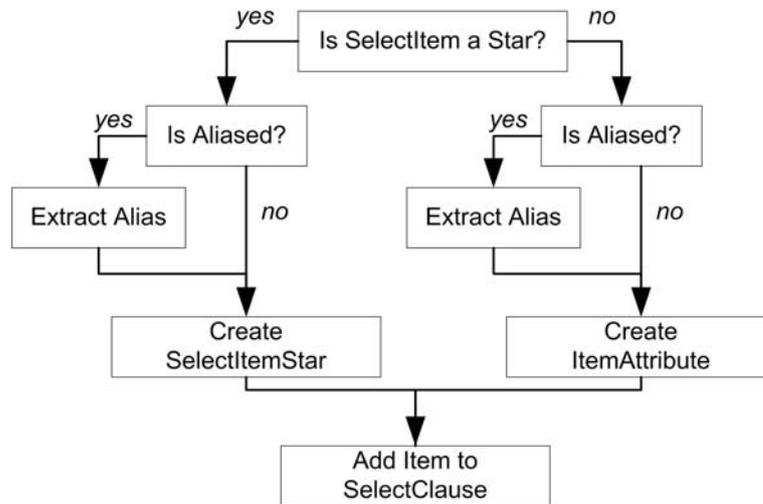 yes
Is SelectItem a Star?
no
yes
Is Aliased?
yes
Is Aliased?
Extract Alias
no
Extract Alias
no
Create
SelectItemStar
Create
ItemAttribute
Add Item to
SelectClause